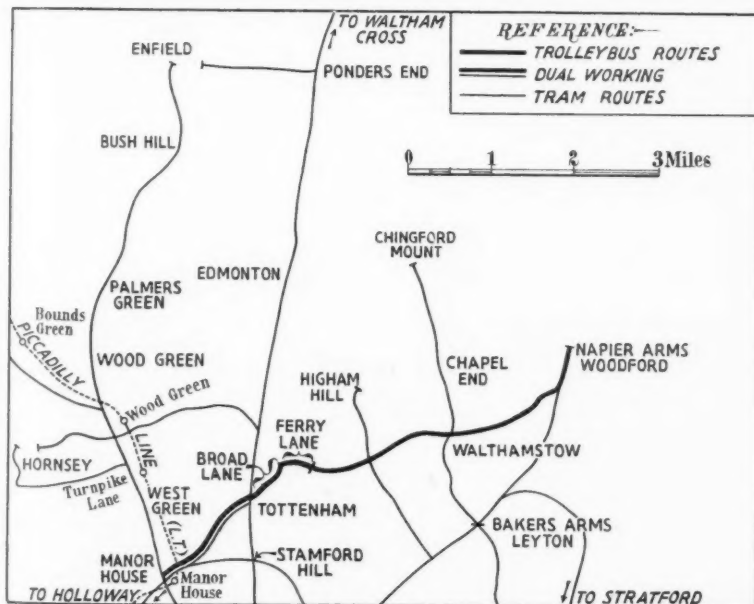 TO WALTHAM
CROSS
ENFIELD
PONDERS END
REFERENCE:—
TROLLEYBUS ROUTES
DUAL WORKING
TRAM ROUTES
BUSH HILL
0 1 2 3 Miles
CHINGFORD
MOUNT
EDMONTON
PALMERS
GREEN
Bounds
Green
PICCADILLY
WOOD GREEN
NAPIER ARMS
WOODFORD
CHAPEL
END
HIGHAM
HILL
Wood Green
FERRY
LANE
LINE
BROAD
LANE
WALTHAMSTOW
HORNSEY
Turnpike
Lane
WEST
GREEN
(L.T.)
TOTTENHAM
BAKERS ARMS
LEYTON
STAMFORD
HILL
MANOR
HOUSE
Manor
House
TO HOLLOWAY
TO STRATFORD